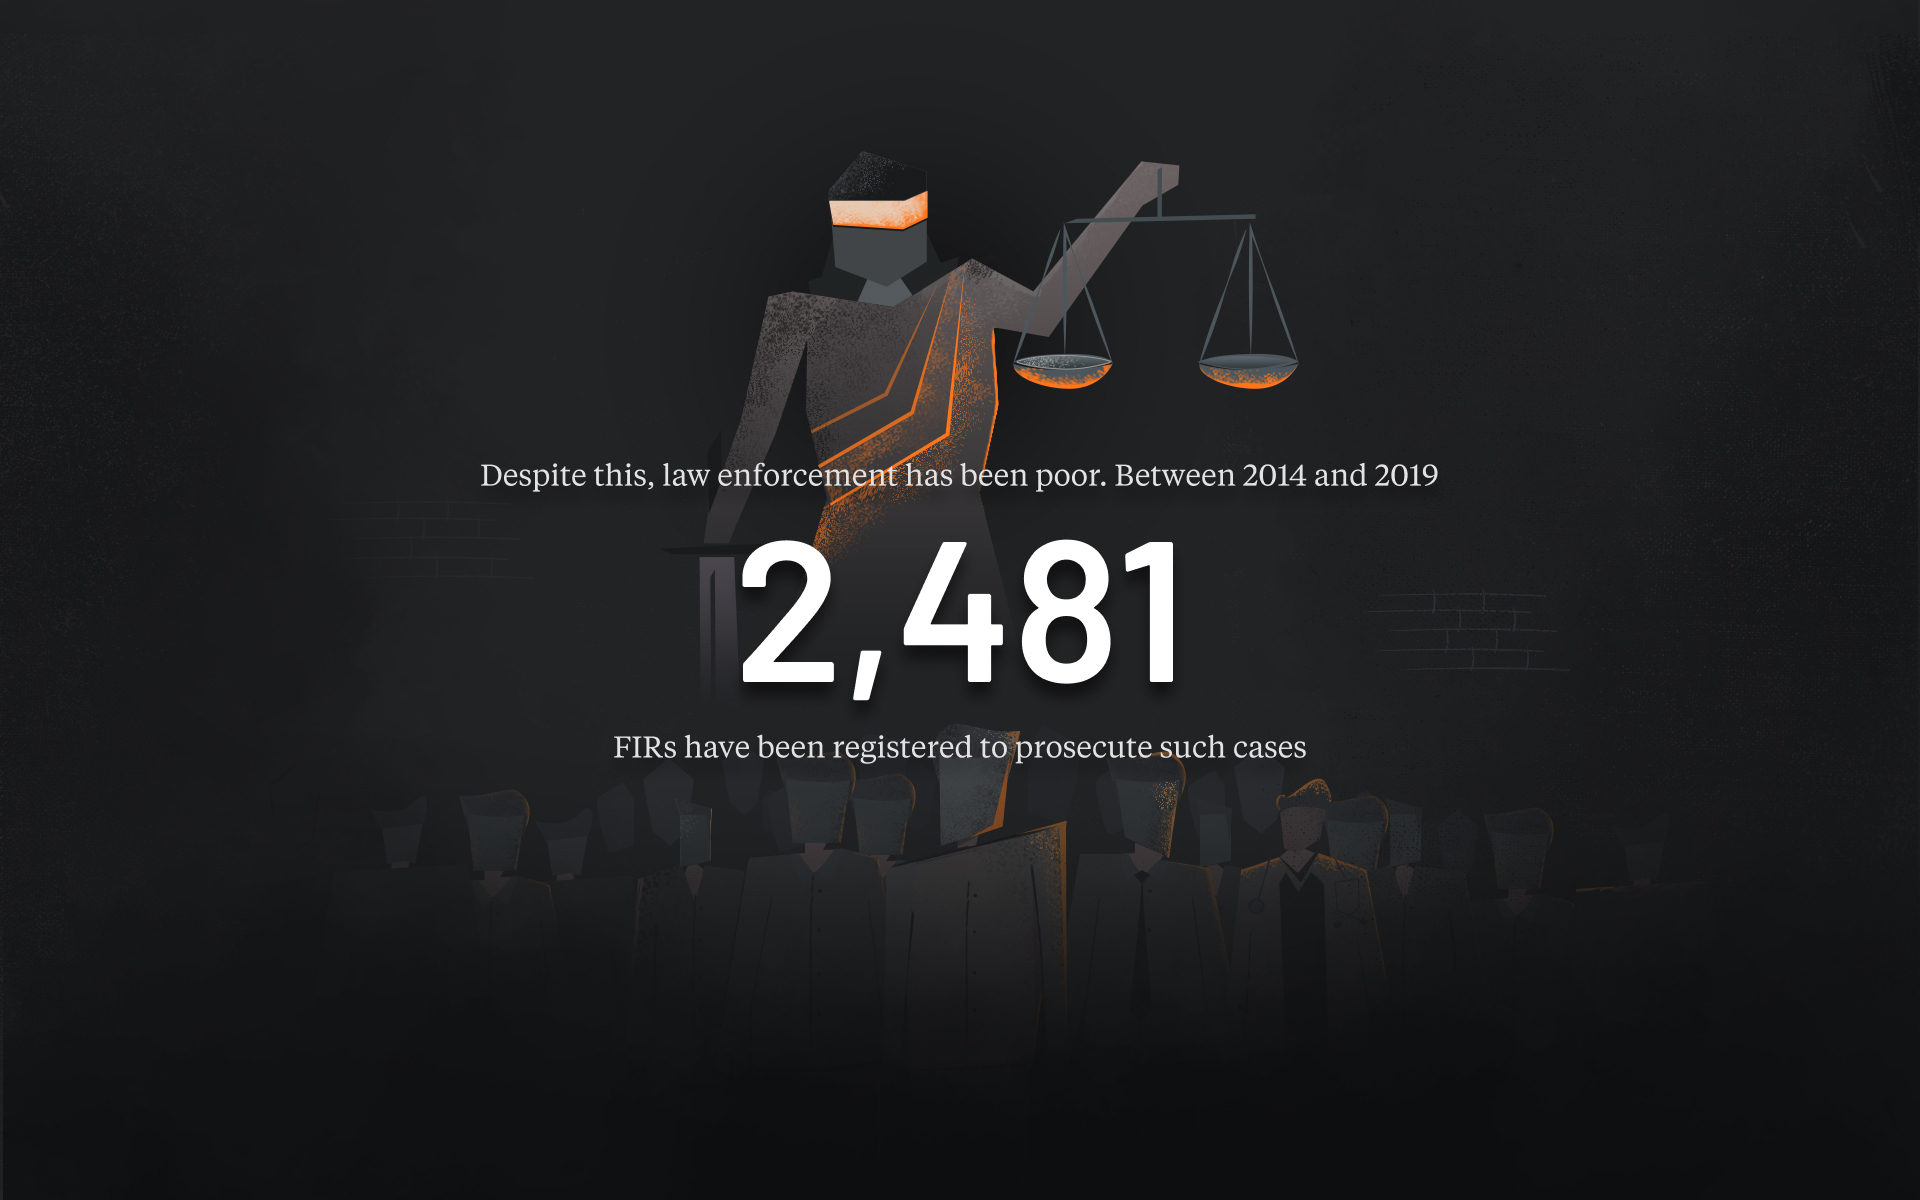 Despite this, law enforcement has been poor. Between 2014 and 2019
2,481
FIRs have been registered to prosecute such cases